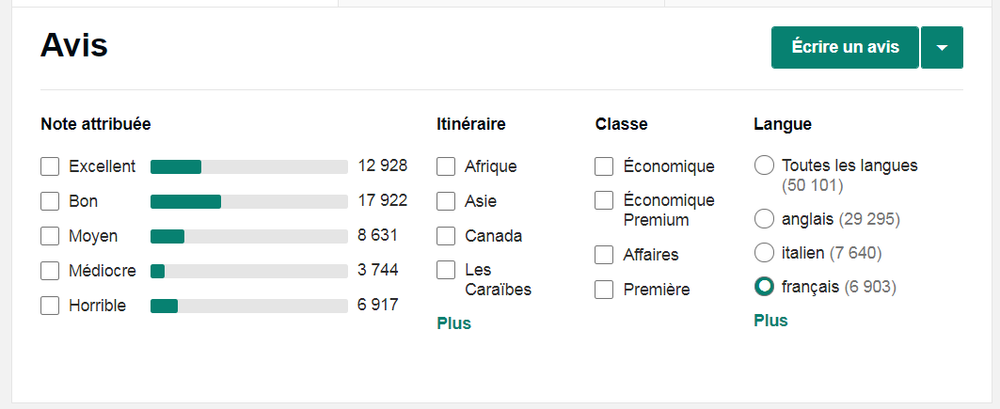 Avis
Écrire un avis
Note attribuée
Excellent 12 928
Bon 17 922
Moyen 8 631
Médiocre 3 744
Horrible 6 917
Itinéraire
Afrique
Asie
Canada
Les
Caraïbes
Plus
Classe
Économique
Économique
Premium
Affaires
Première
Langue
Toutes les langues
(50 101)
anglais (29 295)
italien (7 640)
français (6 903)
Plus